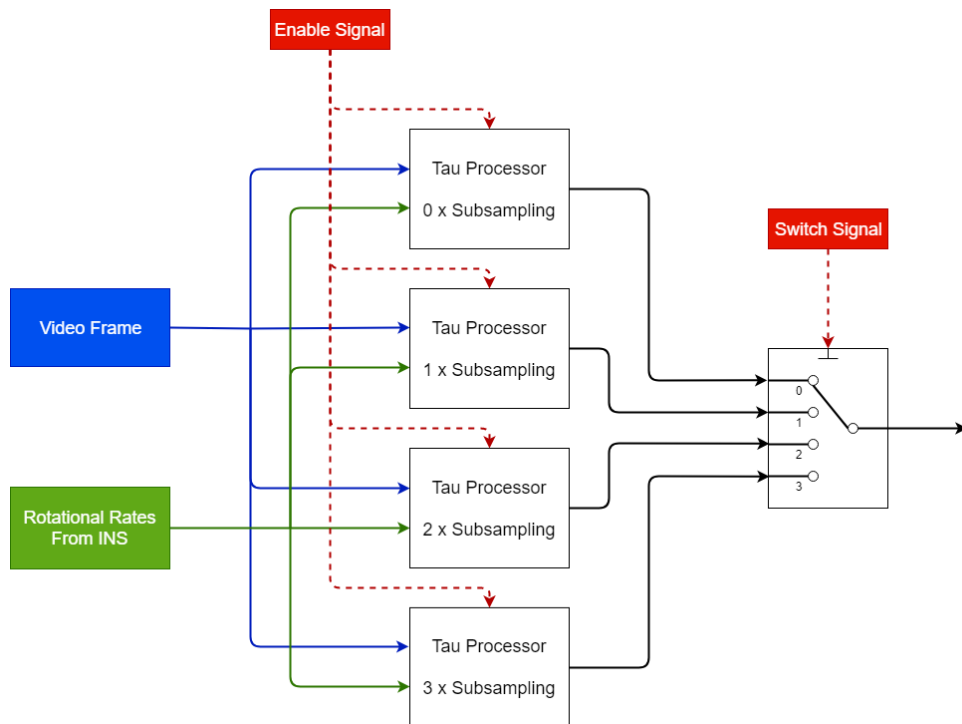 Enable Signal
Tau Processor
0 x Subsampling
Switch Signal
Video Frame
Tau Processor
1 x Subsampling
0
1
2
3
Tau Processor
2 x Subsampling
Rotational Rates
From INS
Tau Processor
3 x Subsampling